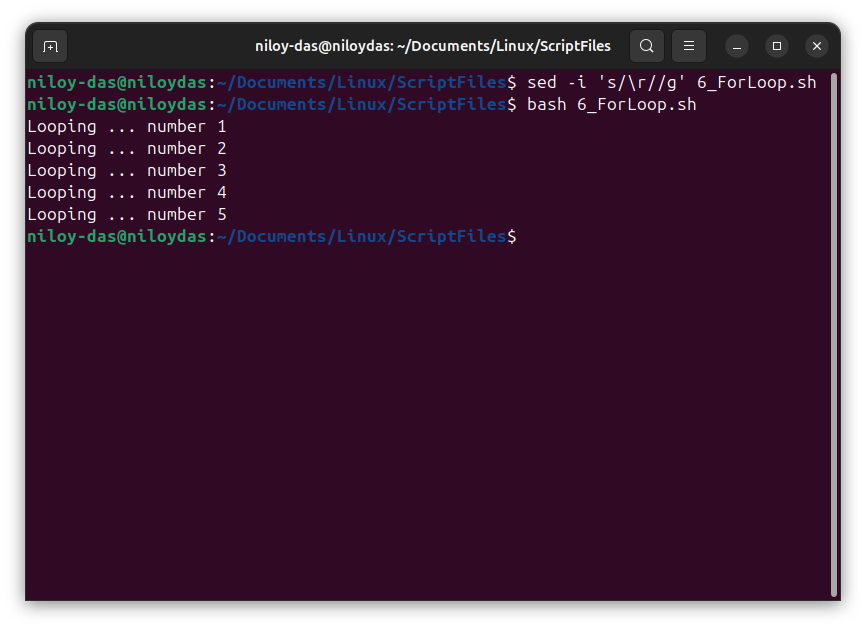 niloy-das@niloydas: ~/Documents/Linux/ScriptFiles
niloy-das@niloydas:~/Documents/Linux/ScriptFiles$ sed -i 's/\r//g' 6_ForLoop.sh
niloy-das@niloydas:~/Documents/Linux/ScriptFiles$ bash 6_ForLoop.sh
Looping ... number 1
Looping ... number 2
Looping ... number 3
Looping ... number 4
Looping ... number 5
niloy-das@niloydas:~/Documents/Linux/ScriptFiles$